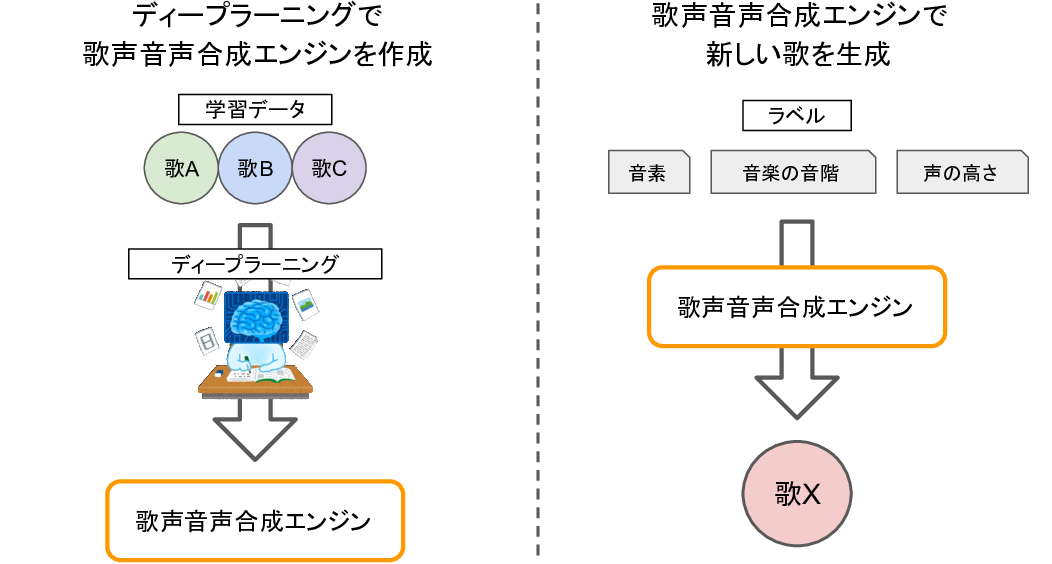 ディープラーニングで
歌声音声合成エンジンを作成
学習データ
歌A
歌B
歌C
ディープラーニング
歌声音声合成エンジン
歌声音声合成エンジンで
新しい歌を生成
ラベル
音素
音楽の音階
声の高さ
歌声音声合成エンジン
歌X